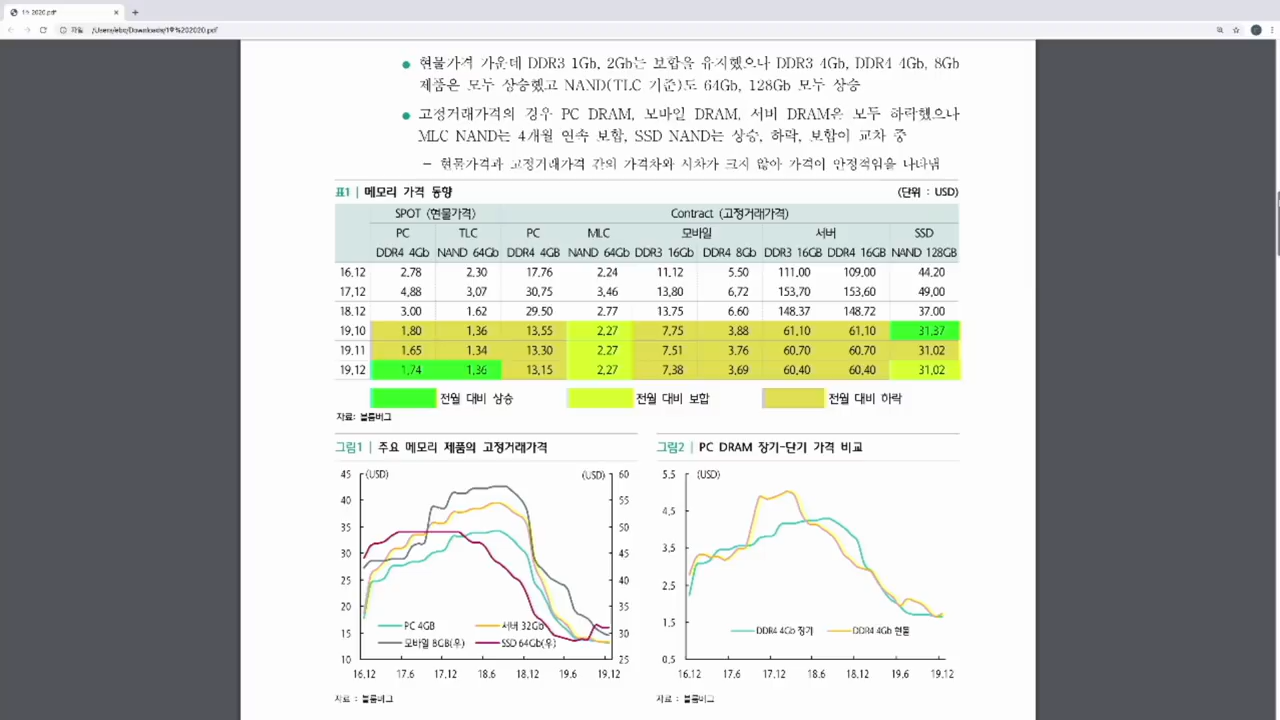 1주 2020.pdf
파일 /Users/ebq/Downloads/1주%202020.pdf
● 현물가격 가운데 DDR3 1Gb, 2Gb는 보합을 유지했으나 DDR3 4Gb, DDR4 4Gb, 8Gb
제품은 모두 상승했고 NAND(TLC 기준)도 64Gb, 128Gb 모두 상승
● 고정거래가격의 경우 PC DRAM, 모바일 DRAM, 서버 DRAM은 모두 하락했으나
MLC NAND는 4개월 연속 보합, SSD NAND는 상승, 하락, 보합이 교차 중
- 현물가격과 고정거래가격 간의 가격차와 시차가 크지 않아 가격이 안정적임을 나타냄
표1 | 메모리 가격 동향 (단위 : USD)
SPOT (현물가격) Contract (고정거래가격)
PC TLC PC MLC 모바일 서버 SSD
DDR4 4Gb NAND 64Gb DDR4 4GB NAND 64Gb DDR3 16Gb DDR4 8Gb DDR3 16GB DDR4 16GB NAND 128GB
16.12 2.78 2.30 17.76 2.24 11.12 5.50 111.00 109.00 44.20
17.12 4.88 3.07 30.75 3.46 13.80 6.72 153.70 153.60 49.00
18.12 3.00 1.62 29.50 2.77 13.75 6.60 148.37 148.72 37.00
19.10 1.80 1.36 13.55 2.27 7.75 3.88 61.10 61.10 31.37
19.11 1.65 1.34 13.30 2.27 7.51 3.76 60.70 60.70 31.02
19.12 1.74 1.36 13.15 2.27 7.38 3.69 60.40 60.40 31.02
전월 대비 상승 전월 대비 보합 전월 대비 하락
자료: 블룸버그
그림1 | 주요 메모리 제품의 고정거래가격
45 (USD) (USD) 60
40 55
35 50
30 45
25 40
20 35
15 30
10 25
PC 4GB 서버 32Gb
모바일 8GB(우) SSD 64Gb(우)
16.12 17.6 17.12 18.6 18.12 19.6 19.12
자료 : 블룸버그
그림2 | PC DRAM 장기-단기 가격 비교
5.5 (USD)
4.5
3.5
2.5
1.5
0.5
DDR4 4Gb 장기 DDR4 4Gb 현물
16.12 17.6 17.12 18.6 18.12 19.6 19.12
자료 : 블룸버그